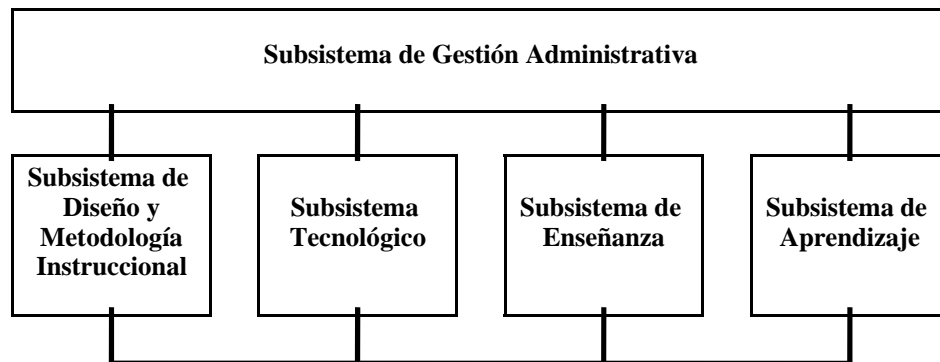 Subsistema de Gestión Administrativa
Subsistema de
Diseño y
Metodología
Instruccional
Subsistema
Tecnológico
Subsistema de
Enseñanza
Subsistema de
Aprendizaje